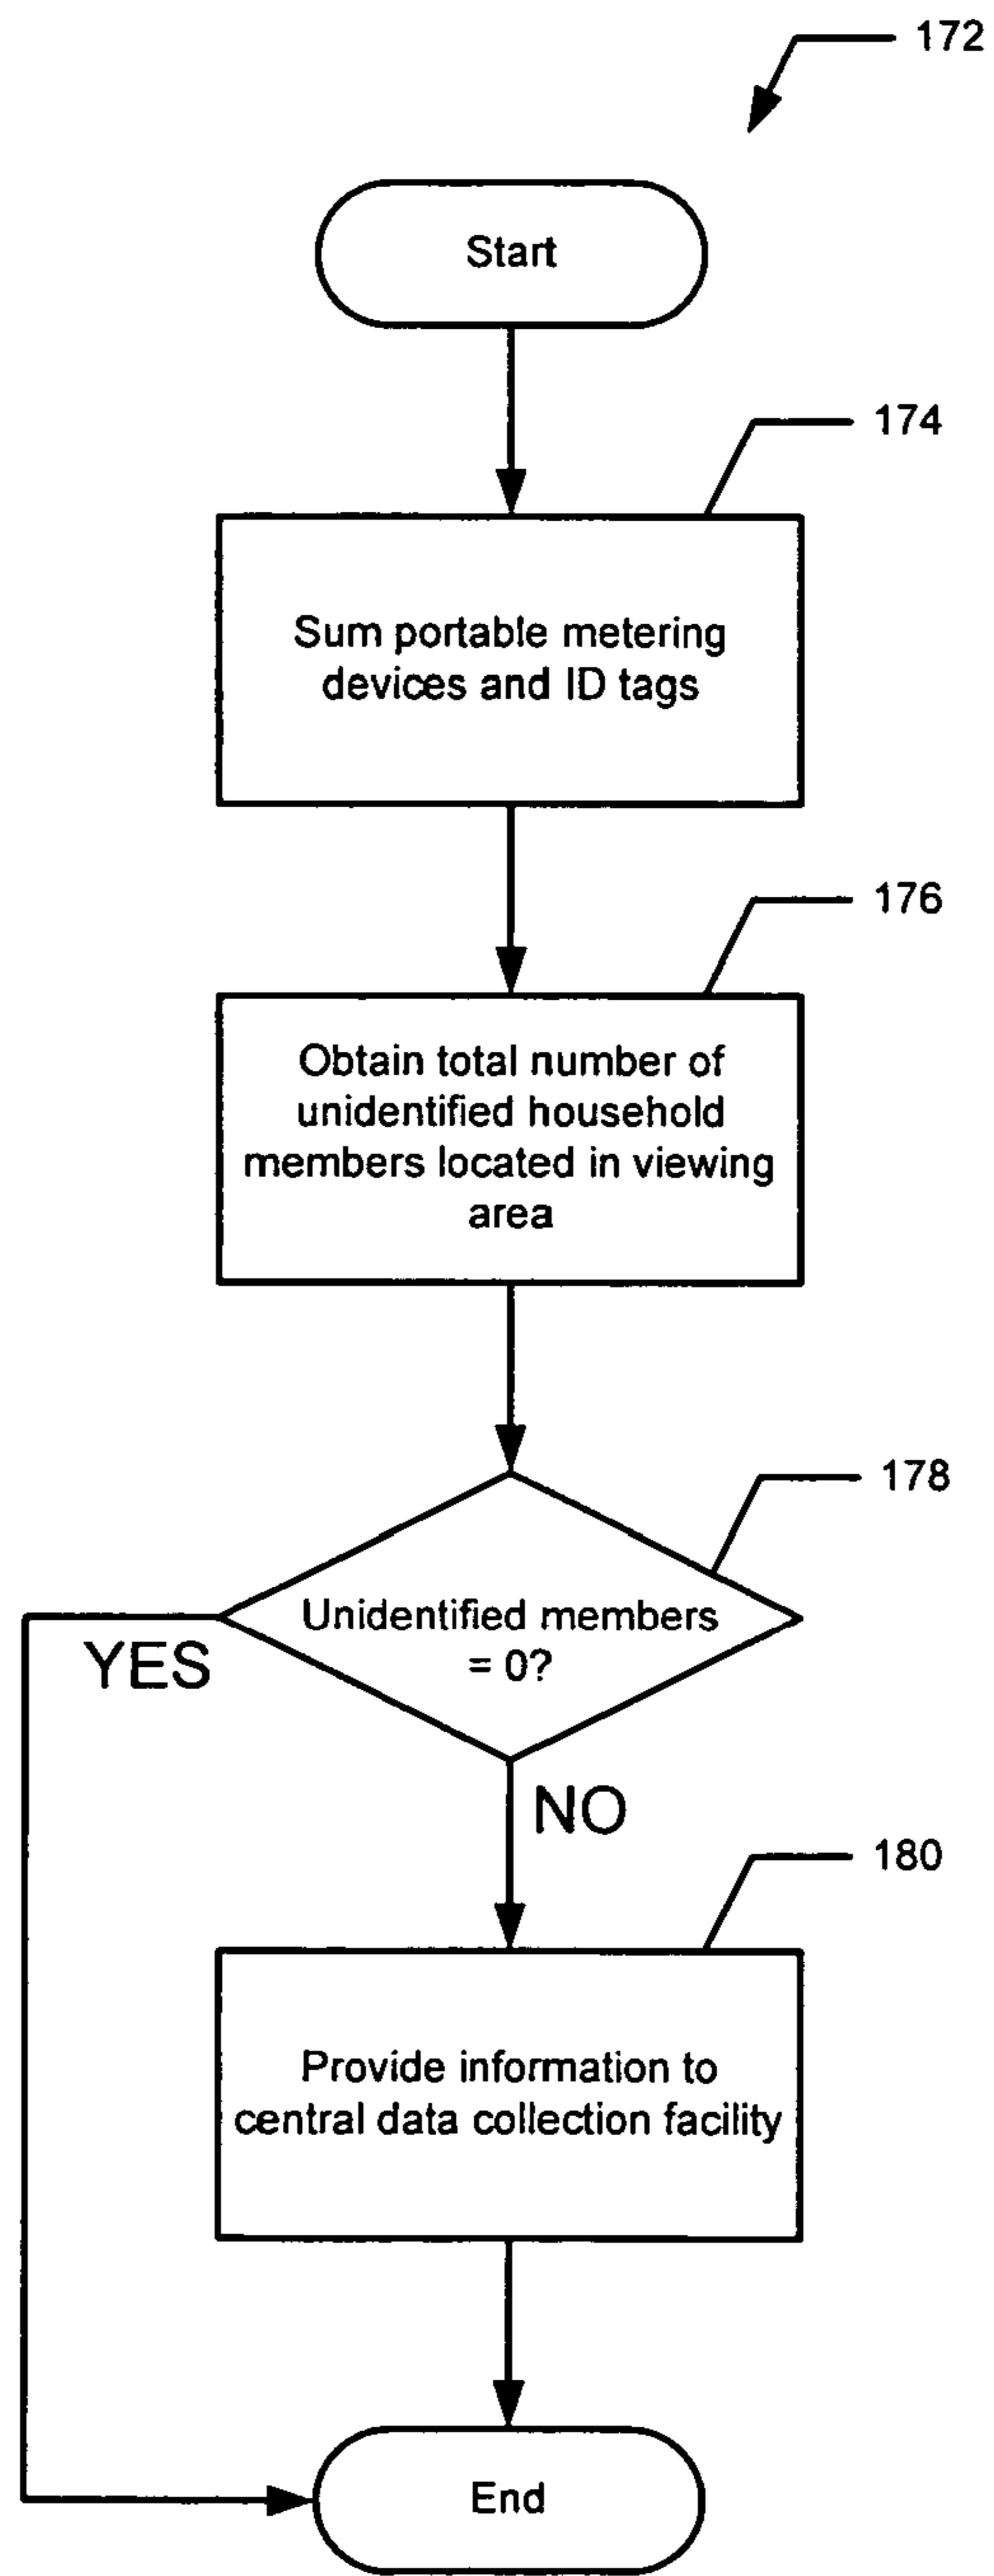 172
Start
174
Sum portable metering
devices and ID tags
176
Obtain total number of
unidentified household
members located in viewing
area
178
Unidentified members
= 0?
YES
NO
180
Provide information to
central data collection facility
End